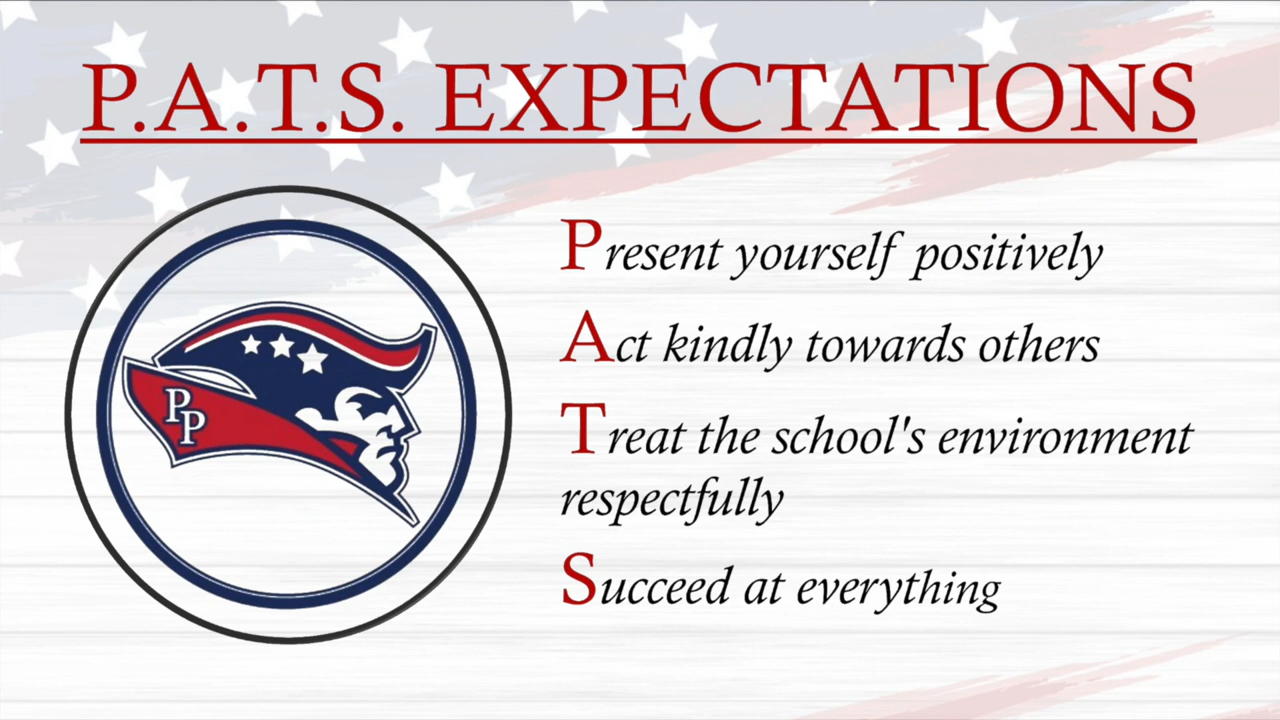 P.A.T.S. EXPECTATIONS
PP
Present yourself positively
Act kindly towards others
Treat the school's environment
respectfully
Succeed at everything